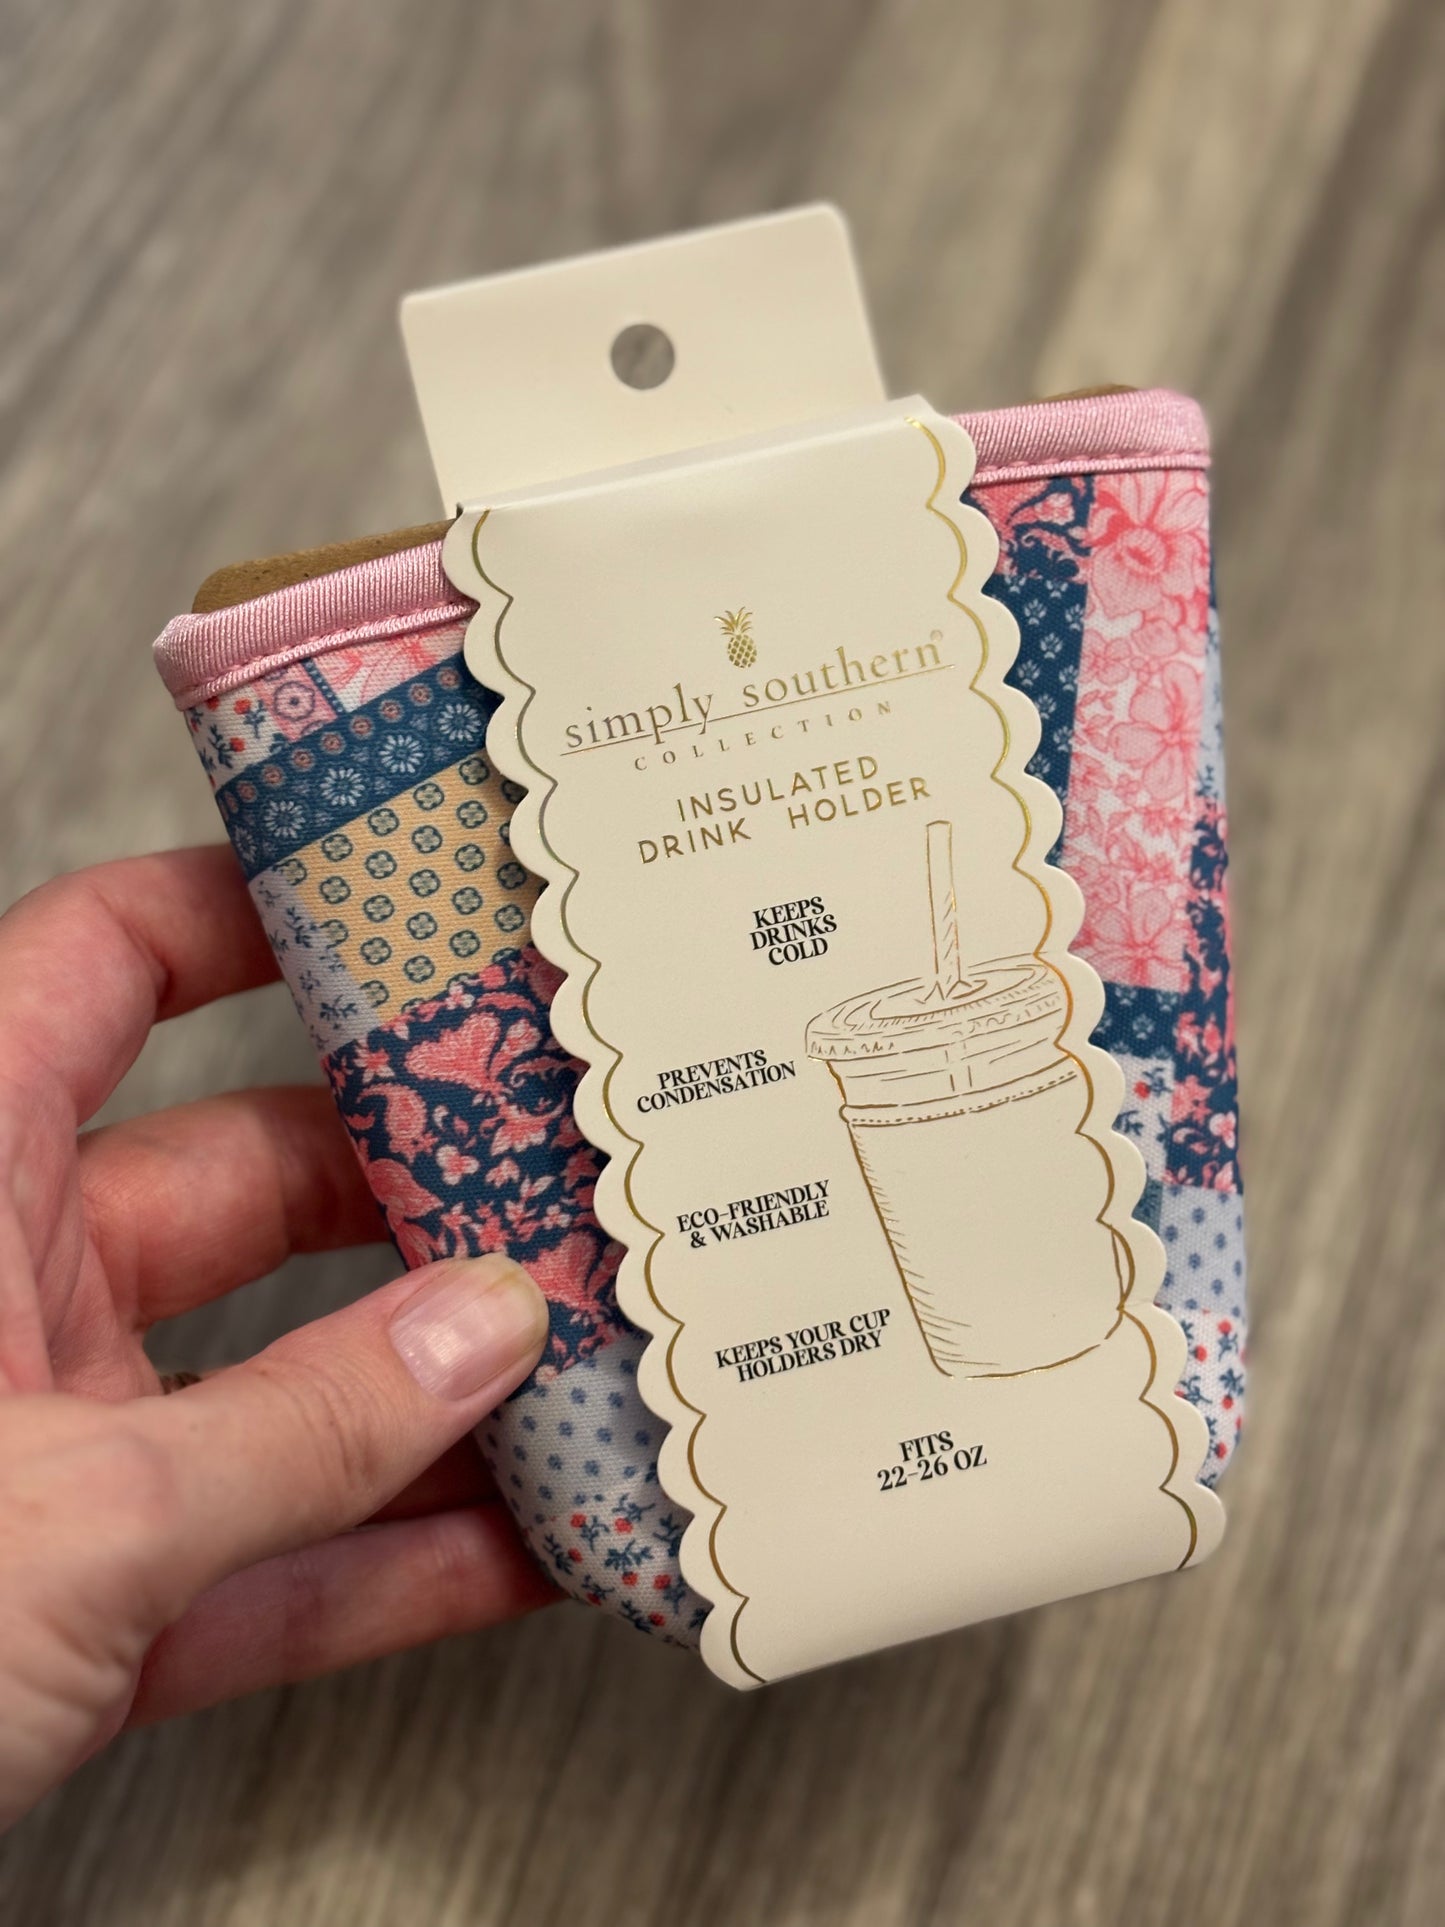 simply southern®
COLLECTION
INSULATED
DRINK HOLDER
KEEPS
DRINKS
COLD
PREVENTS
CONDENSATION
ECO-FRIENDLY
& WASHABLE
KEEPS YOUR CUP
HOLDERS DRY
FITS
22-26 OZ